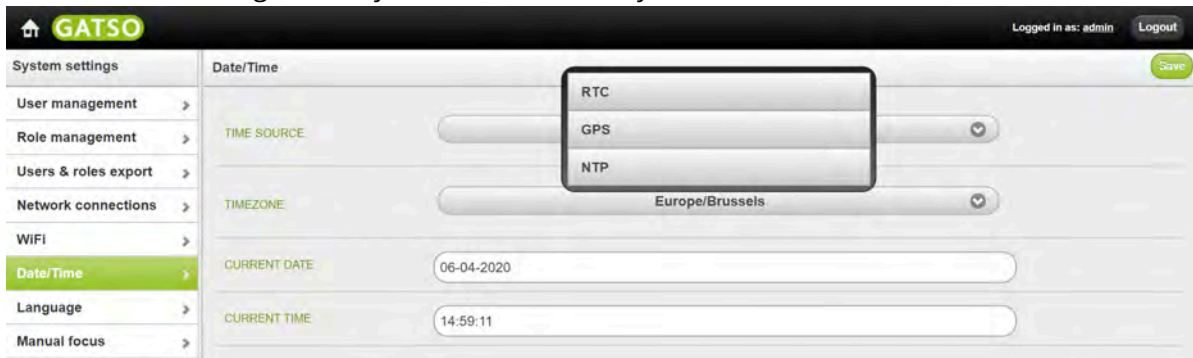 GATSO
Logged in as: admin
Logout
System settings
Date/Time
Save
User management
Role management
Users & roles export
Network connections
WiFi
Date/Time
Language
Manual focus
TIME SOURCE
RTC
GPS
NTP
TIMEZONE
Europe/Brussels
CURRENT DATE
06-04-2020
CURRENT TIME
14:59:11